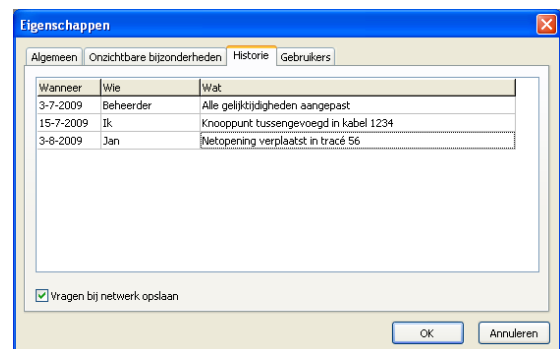 Eigenschappen
Algemeen Onzichtbare bijzonderheden Historie Gebruikers
Wanneer Wie Wat
3-7-2009 Beheerder Alle gelijktijdigheden aangepast
15-7-2009 Ik Knooppunt tussengevoegd in kabel 1234
3-8-2009 Jan Netopening verplaatst in tracé 56
Vragen bij netwerk opslaan
OK Annuleren